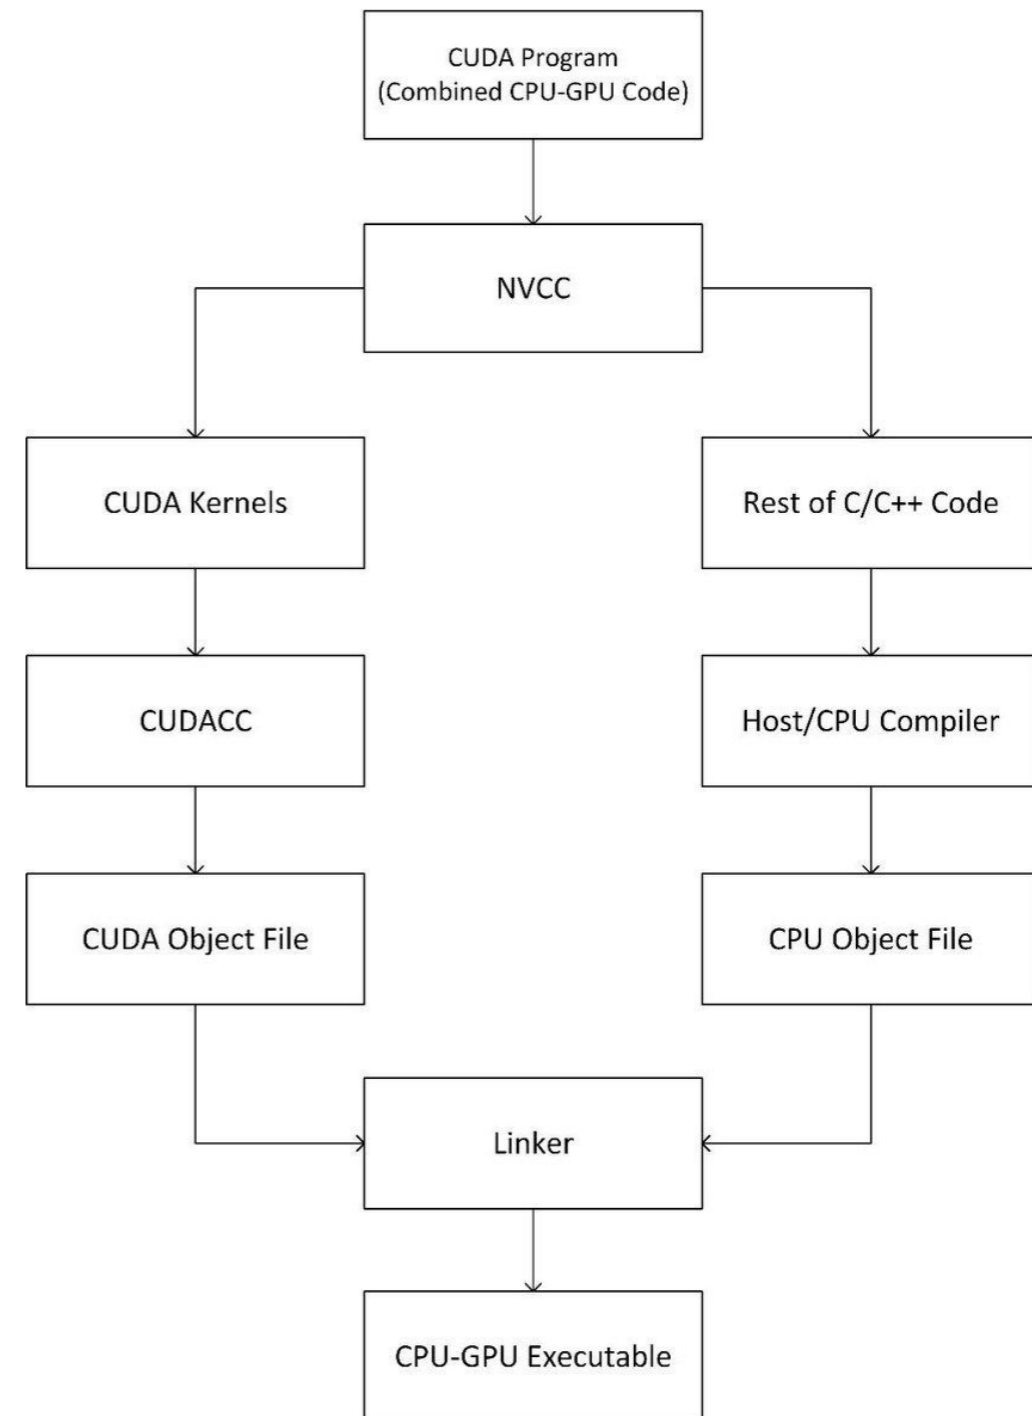 CUDA Program
(Combined CPU-GPU Code)
NVCC
CUDA Kernels
Rest of C/C++ Code
CUDACC
Host/CPU Compiler
CUDA Object File
CPU Object File
Linker
CPU-GPU Executable